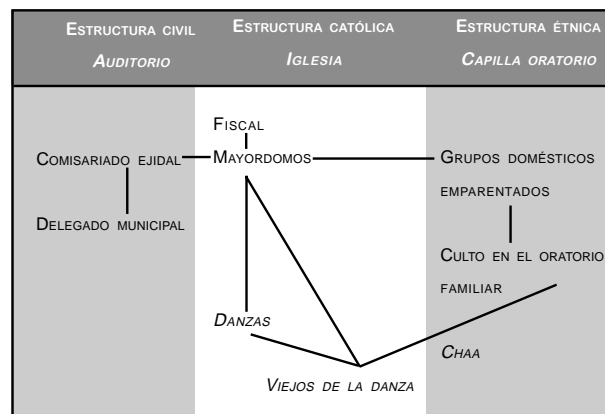 ESTRUCTURA CIVIL
AUDITORIO
ESTRUCTURA CATÓLICA
IGLESIA
ESTRUCTURA ÉTNICA
CAPILLA ORATORIO
FISCAL
COMISARIADO EJIDAL
MAYORDOMOS
GRUPOS DOMÉSTICOS
EMPARENTADOS
DELEGADO MUNICIPAL
CULTO EN EL ORATORIO
FAMILIAR
DANZAS
CHAA
VIEJOS DE LA DANZA